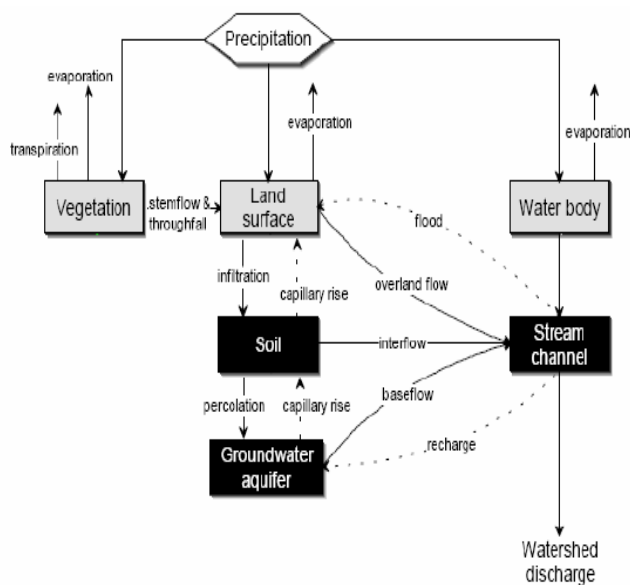 Precipitation
evaporation
transpiration
evaporation
evaporation
Vegetation
.stemflow &
throughfall
Land
surface
Water body
flood
infiltration
capillary rise
overland flow
Soil
interflow
Stream
channel
percolation
capillary rise
baseflow
recharge
Groundwater
aquifer
Watershed
discharge